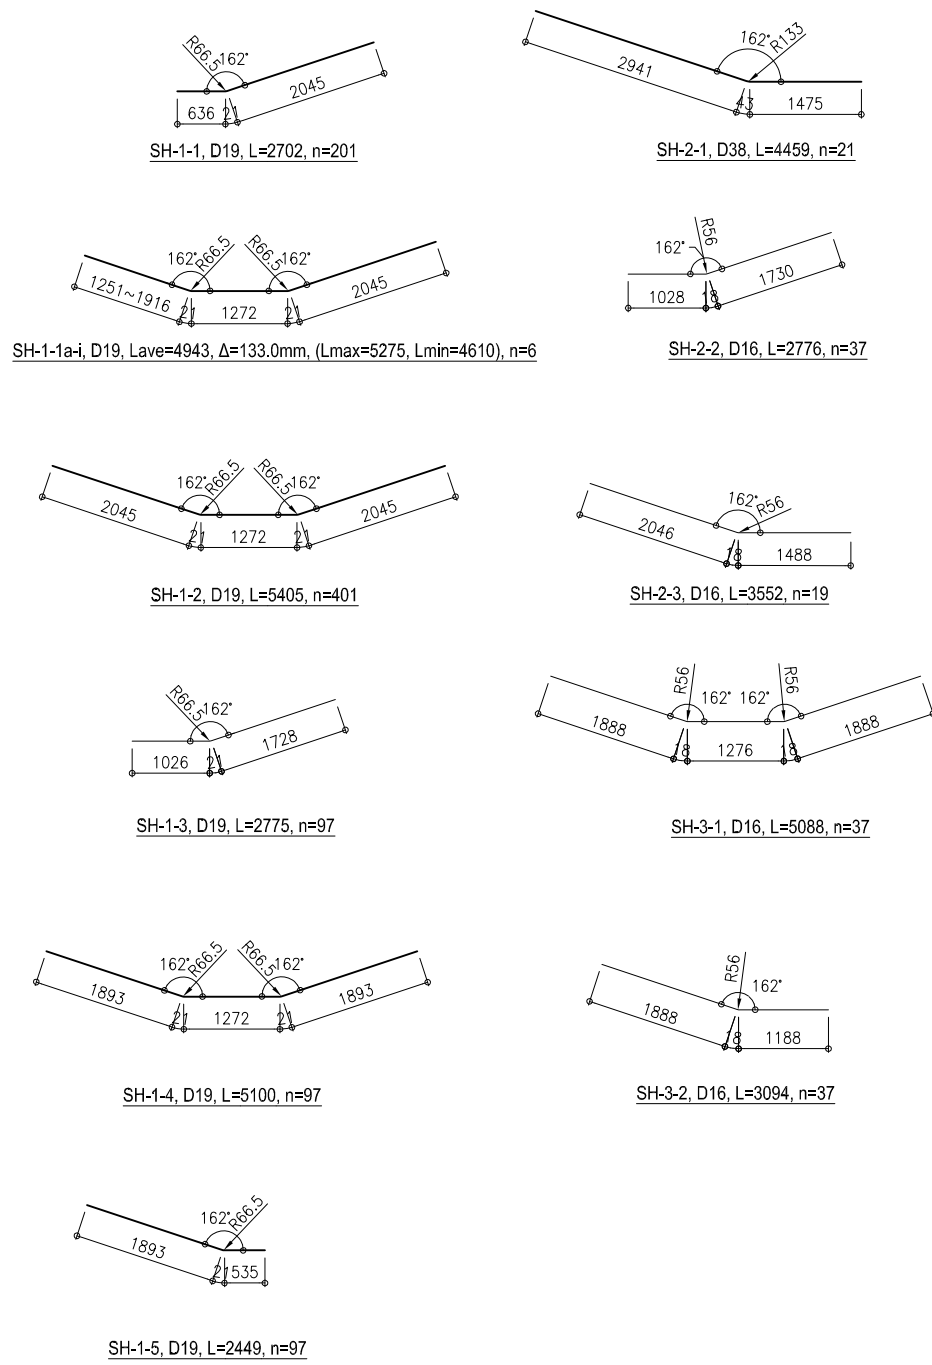 R66.5
162°
636
21
2045
SH-1-1, D19, L=2702, n=201
162°
R133
2941
43
1475
SH-2-1, D38, L=4459, n=21
162°
R66.5
R66.5
162°
1251~1916
21
1272
21
2045
SH-1-1a-i, D19, Lave=4943, Δ=133.0mm, (Lmax=5275, Lmin=4610), n=6
R56
162°
1028
18
1730
SH-2-2, D16, L=2776, n=37
162°
R66.5
R66.5
162°
2045
21
1272
21
2045
SH-1-2, D19, L=5405, n=401
162°
R56
2046
18
1488
SH-2-3, D16, L=3552, n=19
R66.5
162°
1026
21
1728
SH-1-3, D19, L=2775, n=97
R56
162°
162°
R56
1888
18
1276
18
1888
SH-3-1, D16, L=5088, n=37
162°
R66.5
R66.5
162°
1893
21
1272
21
1893
SH-1-4, D19, L=5100, n=97
R56
162°
1888
18
1188
SH-3-2, D16, L=3094, n=37
162°
R66.5
1893
21
535
SH-1-5, D19, L=2449, n=97